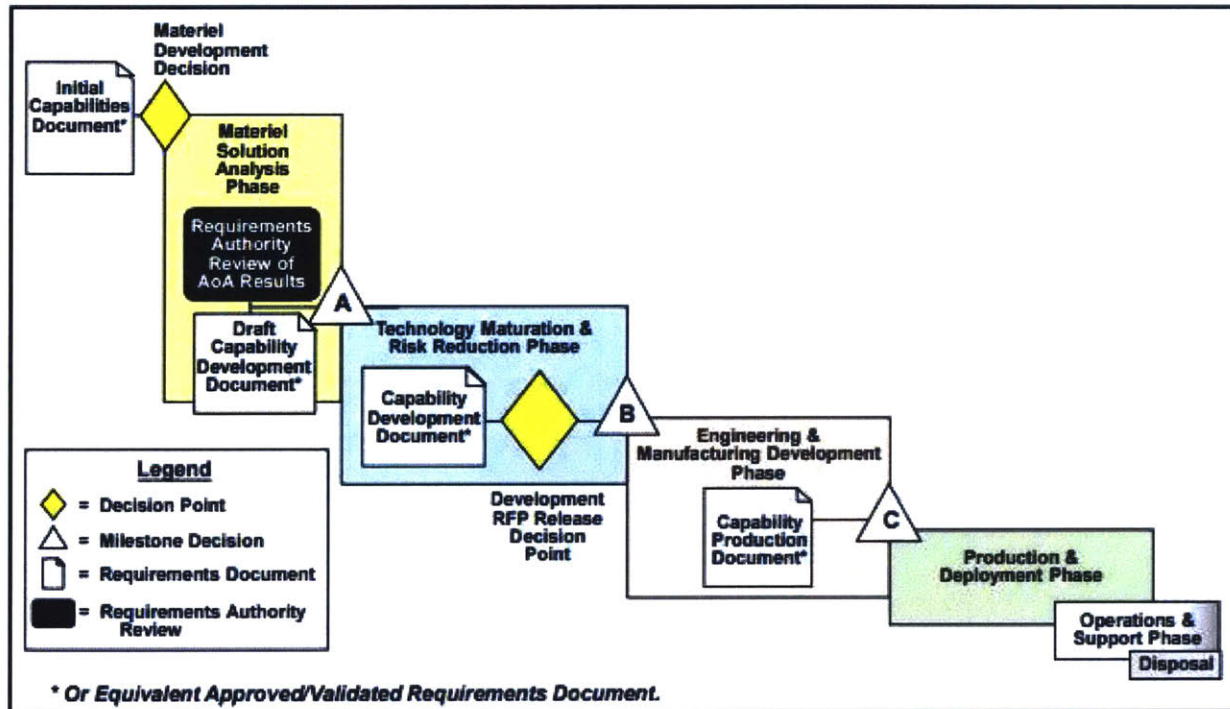 Materiel
Development
Decision
Initial
Capabilities
Document*
Materiel
Solution
Analysis
Phase
Requirements
Authority
Review of
AoA Results
A
Draft
Capability
Development
Document*
Technology Maturation &
Risk Reduction Phase
Capability
Development
Document*
B
Development
RFP Release
Decision
Point
Engineering &
Manufacturing Development
Phase
Capability
Production
Document*
C
Production &
Deployment Phase
Operations &
Support Phase
Disposal
Legend
= Decision Point
= Milestone Decision
= Requirements Document
= Requirements Authority
Review
* Or Equivalent Approved/Validated Requirements Document.